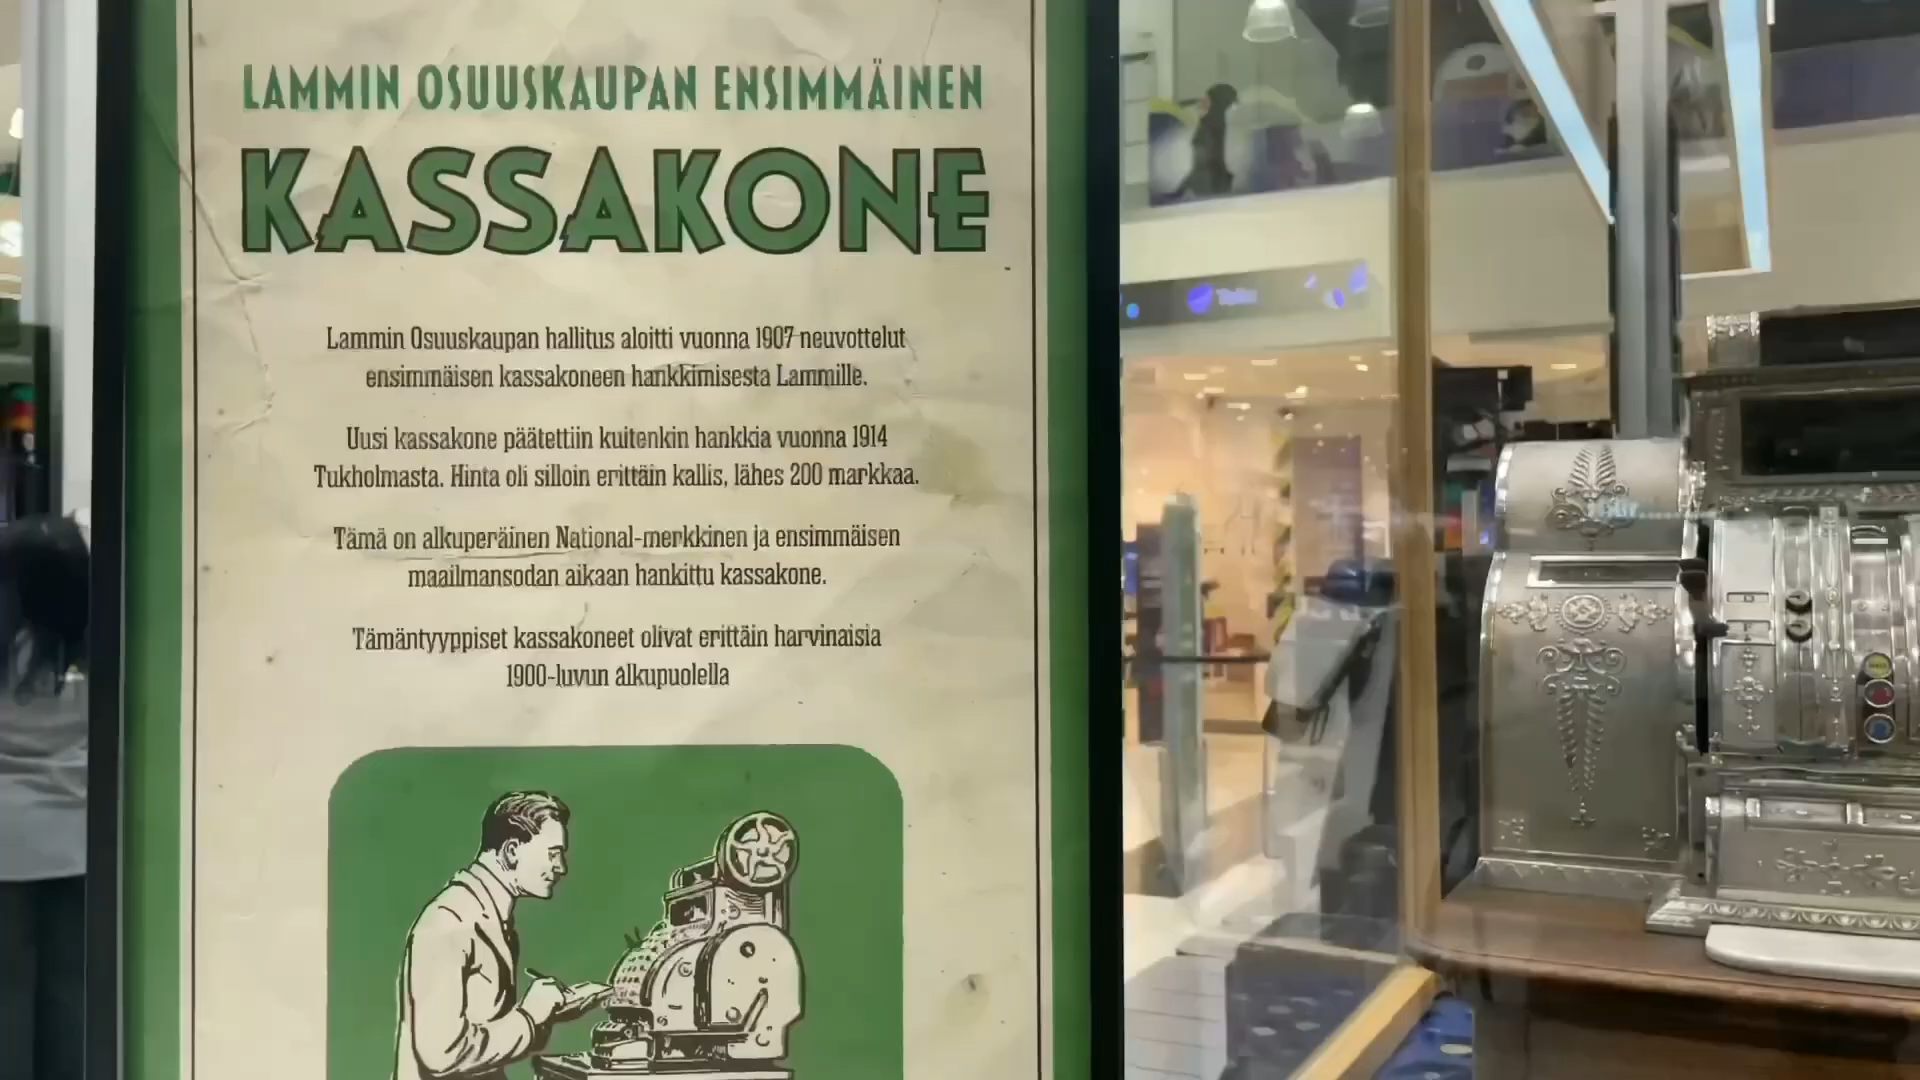 LAMMIN OSUUSKAUPAN ENSIMMÄINEN
KASSAKONE
Lammin Osuuskaupan hallitus aloitti vuonna 1907 neuvottelut
ensimmäisen kassakoneen hankkimisesta Lammille.
Uusi kassakone päätettiin kuitenkin hankkia vuonna 1914
Tukholmasta. Hinta oli silloin erittäin kallis, lähes 200 markkaa.
Tämä on alkuperäinen National-merkkinen ja ensimmäisen
maailmansodan aikaan hankittu kassakone.
Tämäntyyppiset kassakoneet olivat erittäin harvinaisia
1900-luvun alkupuolella
Telia